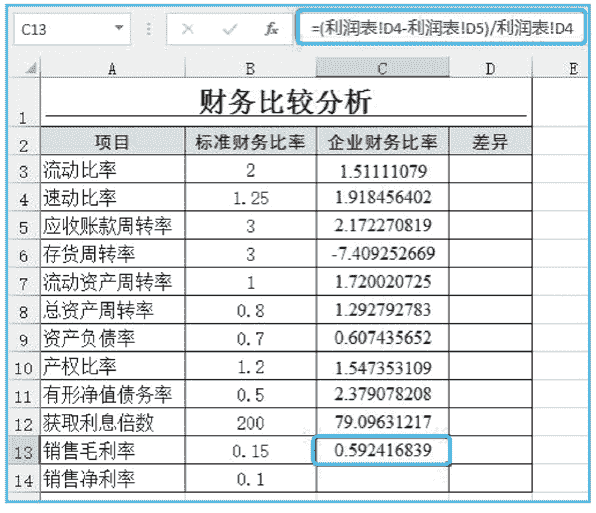 C13 fx =(利润表!D4-利润表!D5)/利润表!D4
A B C D E
1 财务比较分析
2 项目 标准财务比率 企业财务比率 差异
3 流动比率 2 1.51111079
4 速动比率 1.25 1.918456402
5 应收账款周转率 3 2.172270819
6 存货周转率 3 -7.409252669
7 流动资产周转率 1 1.720020725
8 总资产周转率 0.8 1.292792783
9 资产负债率 0.7 0.607435652
10 产权比率 1.2 1.547353109
11 有形净值债务率 0.5 2.379078208
12 获取利息倍数 200 79.09631217
13 销售毛利率 0.15 0.592416839
14 销售净利率 0.1